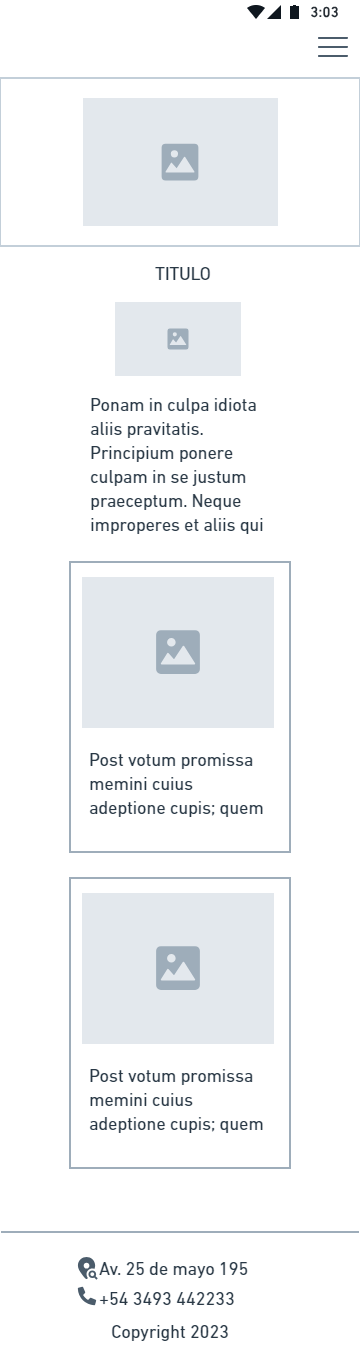 3:03
TITULO
Ponam in culpa idiota
aliis pravitatis.
Principium ponere
culpam in se justum
praeceptum. Neque
improperes et aliis qui
Post votum promissa
memini cuius
adeptione cupis; quem
Post votum promissa
memini cuius
adeptione cupis; quem
Av. 25 de mayo 195
+54 3493 442233
Copyright 2023